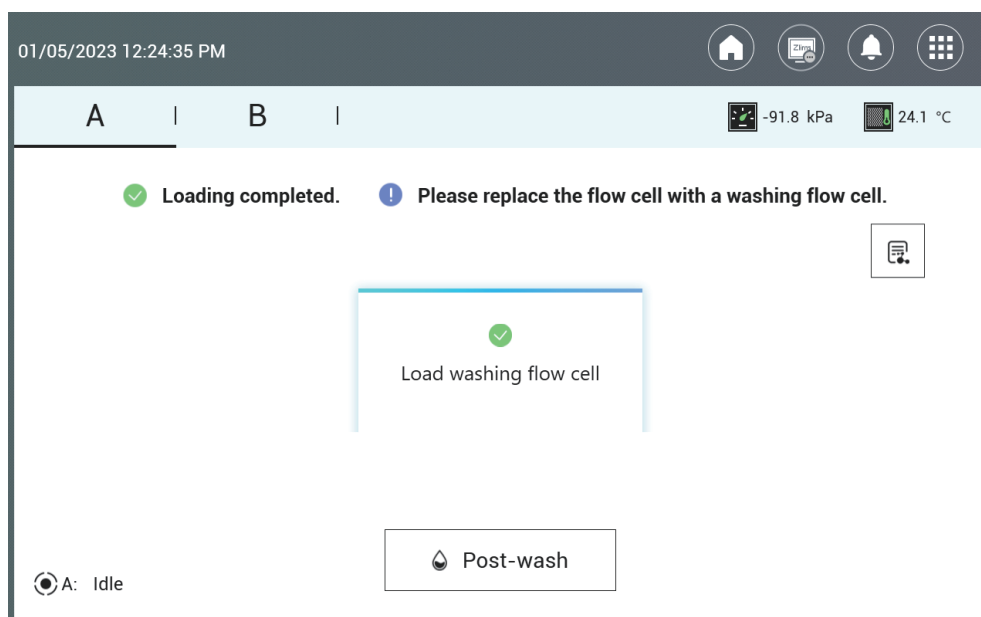 01/05/2023 12:24:35 PM
Zlims
A | B |
-91.8 kPa 24.1 °C
Loading completed. Please replace the flow cell with a washing flow cell.
Load washing flow cell
Post-wash
A: Idle